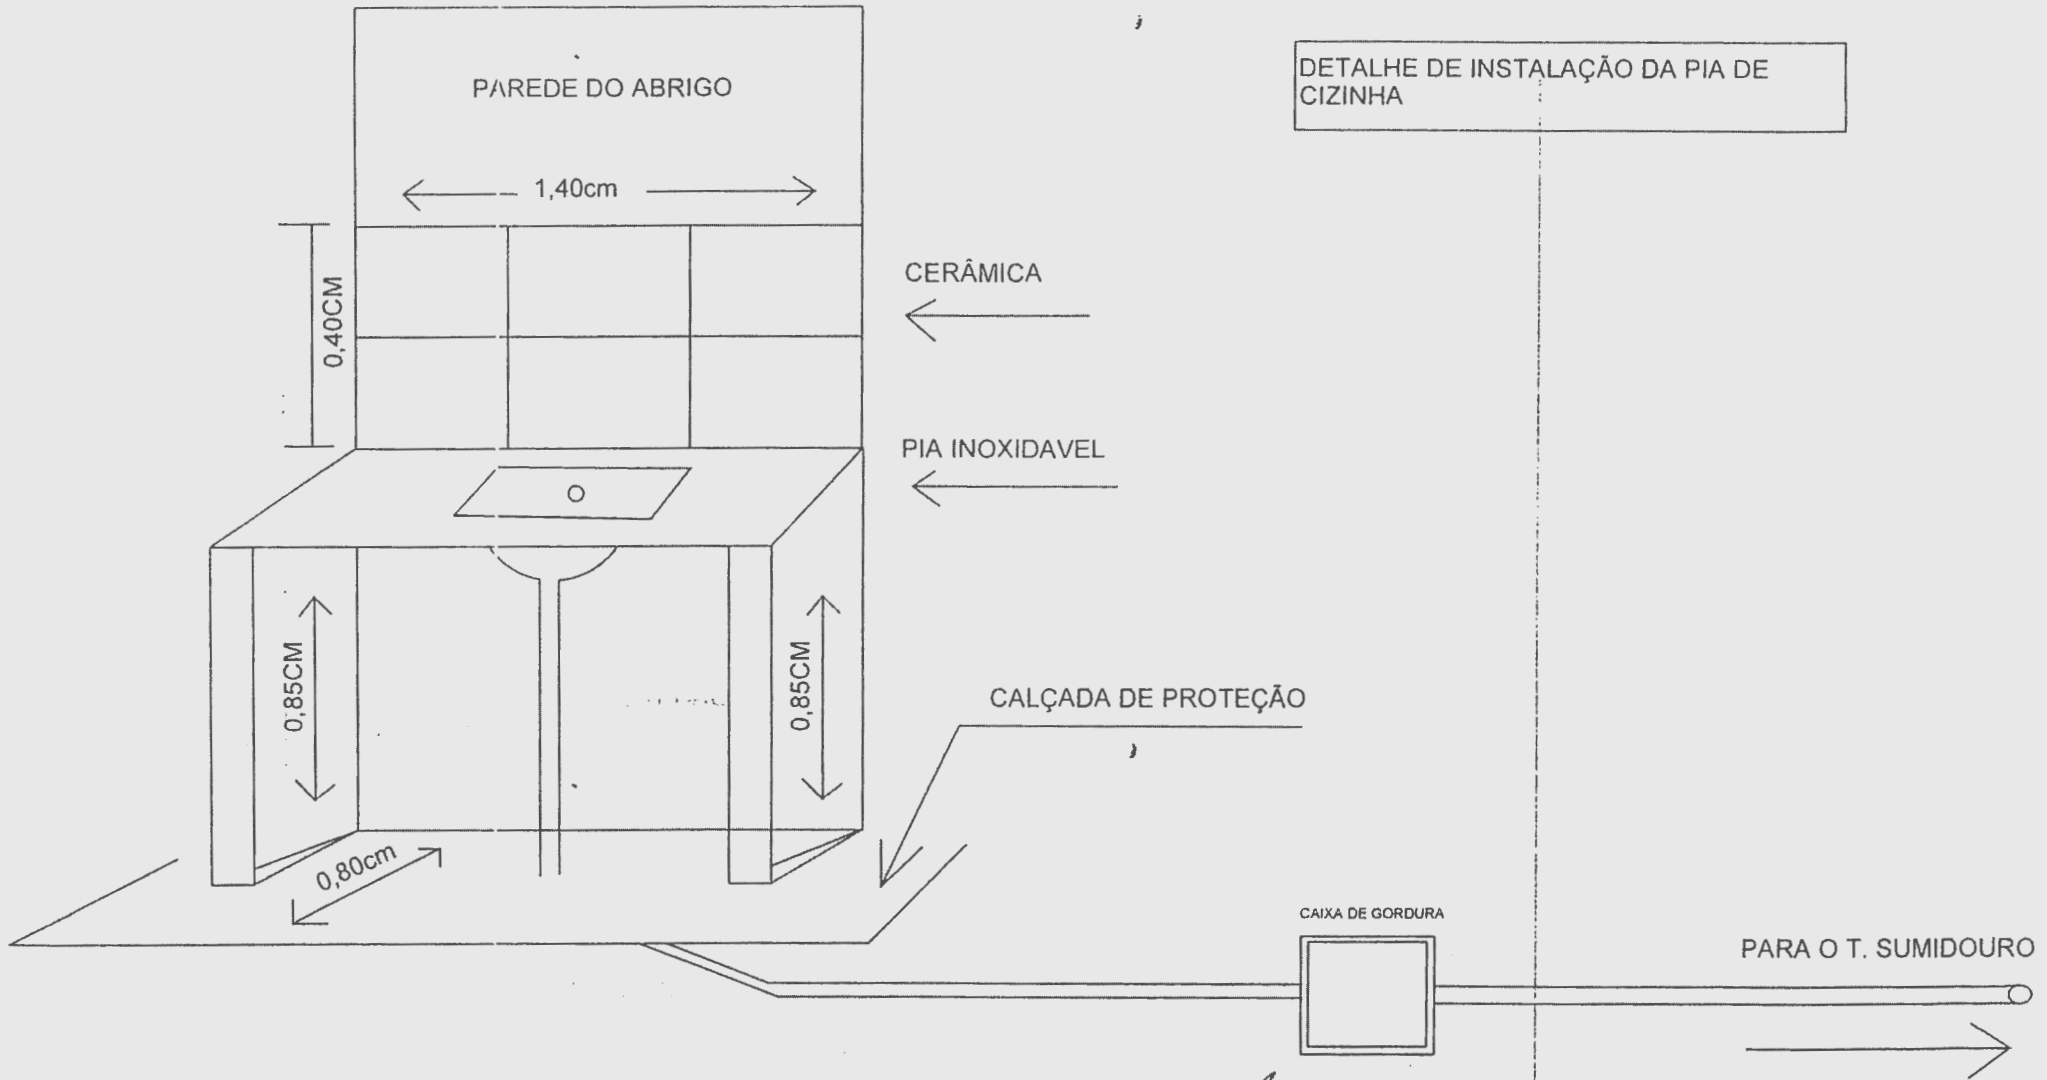 PAREDE DO ABRIGO
DETALHE DE INSTALAÇÃO DA PIA DE
CIZINHA
1,40cm
CERÂMICA
0,40CM
PIA INOXIDAVEL
0,85CM
0,85CM
CALÇADA DE PROTEÇÃO
0,80cm
CAIXA DE GORDURA
PARA O T. SUMIDOURO